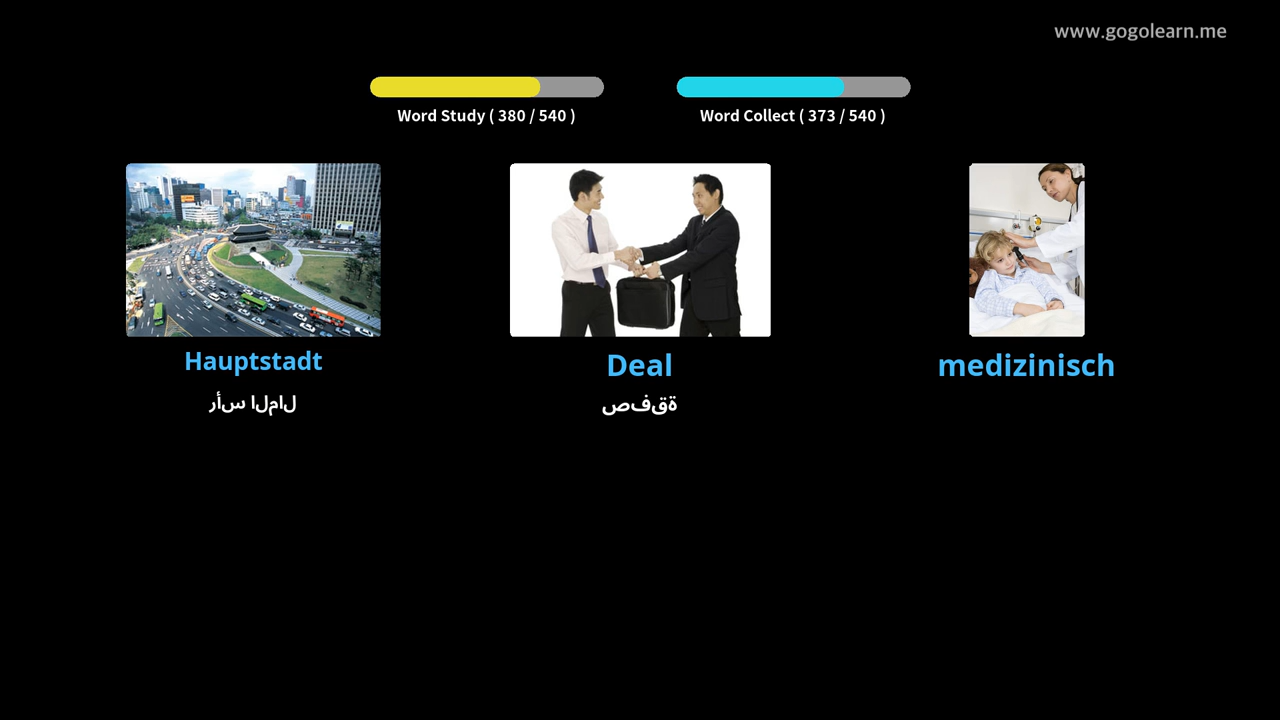 www.gogolearn.me
Word Study ( 380 / 540 )
Word Collect ( 373 / 540 )
Hauptstadt
رأس المال
Deal
صفقة
medizinisch